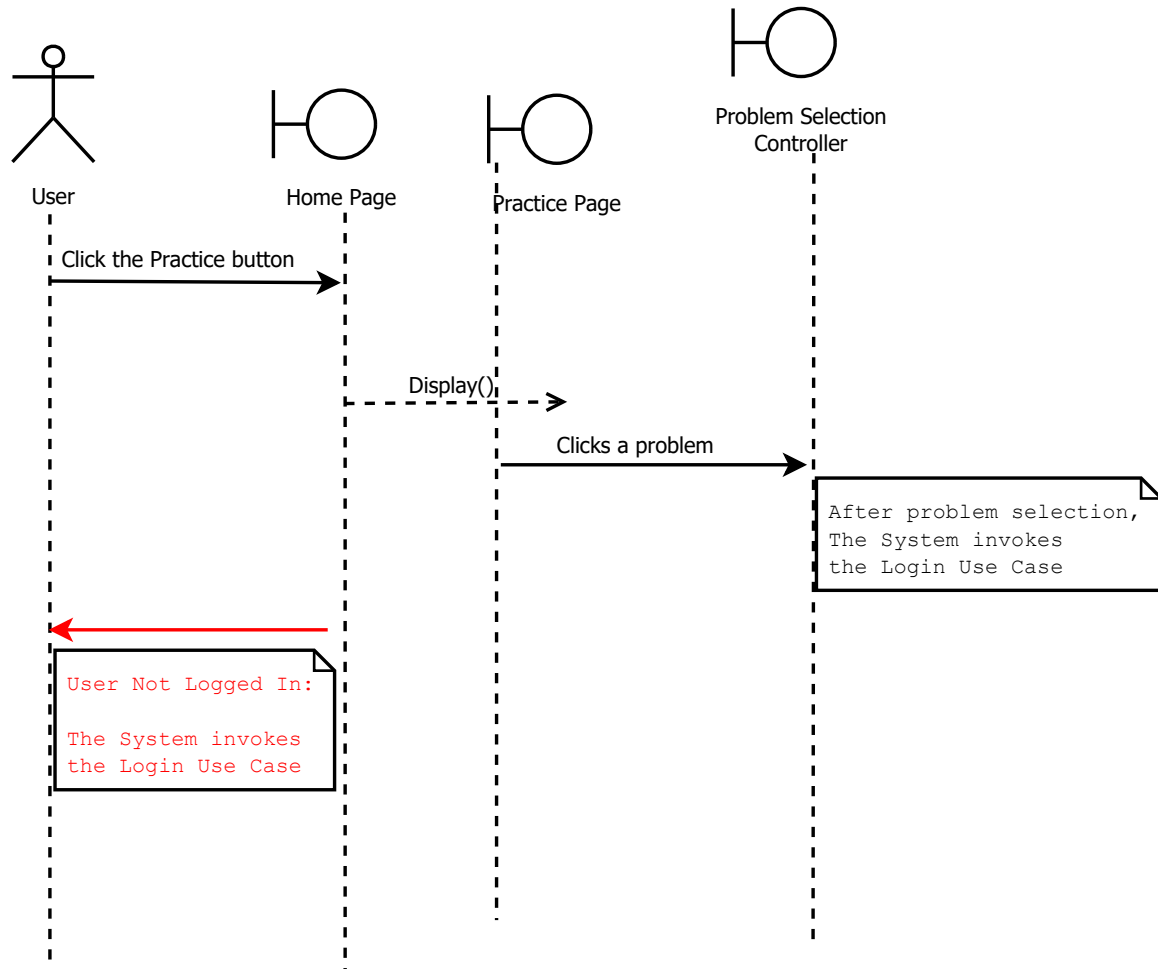 Problem Selection
Controller
User
Home Page
Practice Page
Click the Practice button
Display()
Clicks a problem
After problem selection,
The System invokes
the Login Use Case
User Not Logged In:
The System invokes
the Login Use Case